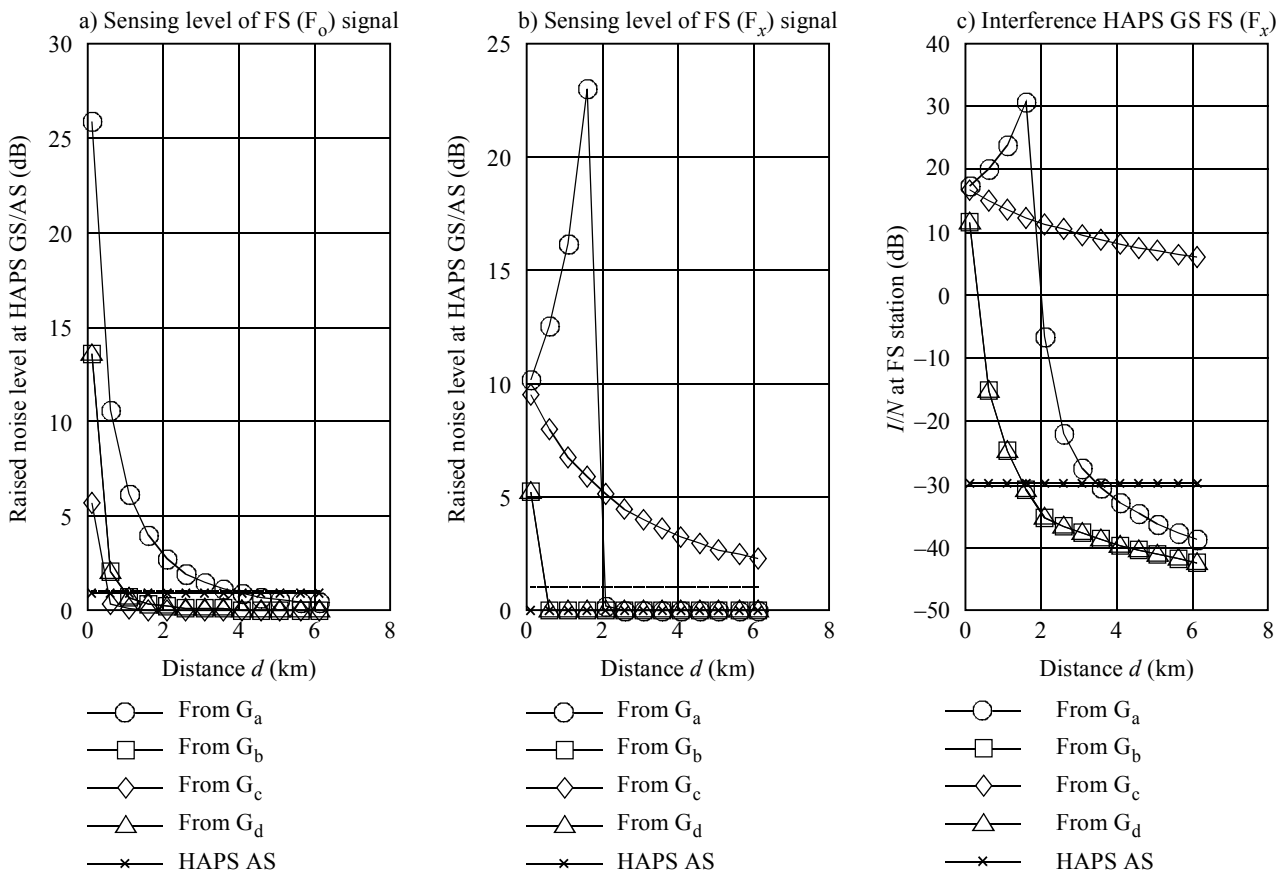 a) Sensing level of FS (Fo) signal
30
25
20
15
10
5
0
0 2 4 6 8
Raised noise level at HAPS GS/AS (dB)
Distance d (km)
From Ga
From Gb
From Gc
From Gd
HAPS AS
b) Sensing level of FS (Fx) signal
25
20
15
10
5
0
0 2 4 6 8
Raised noise level at HAPS GS/AS (dB)
Distance d (km)
From Ga
From Gb
From Gc
From Gd
HAPS AS
c) Interference HAPS GS FS (Fx)
40
30
20
10
0
–10
–20
–30
–40
–50
0 2 4 6 8
I/N at FS station (dB)
Distance d (km)
From Ga
From Gb
From Gc
From Gd
HAPS AS